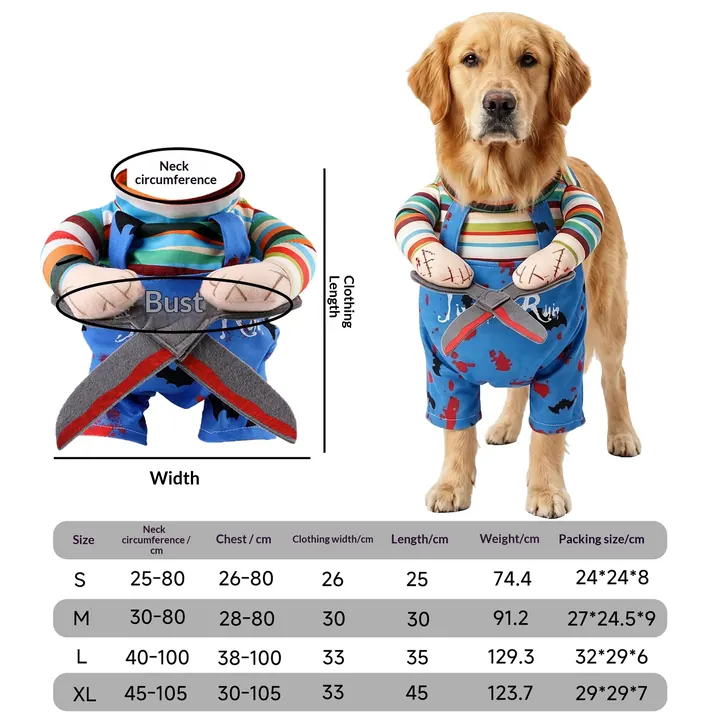 Neck
circumference
Bust
Clothing
Length
Width
Size Neck circumference / cm Chest / cm Clothing width/cm Length/cm Weight/cm Packing size/cm
S 25-80 26-80 26 25 74.4 24*24*8
M 30-80 28-80 30 30 91.2 27*24.5*9
L 40-100 38-100 33 35 129.3 32*29*6
XL 45-105 30-105 33 45 123.7 29*29*7